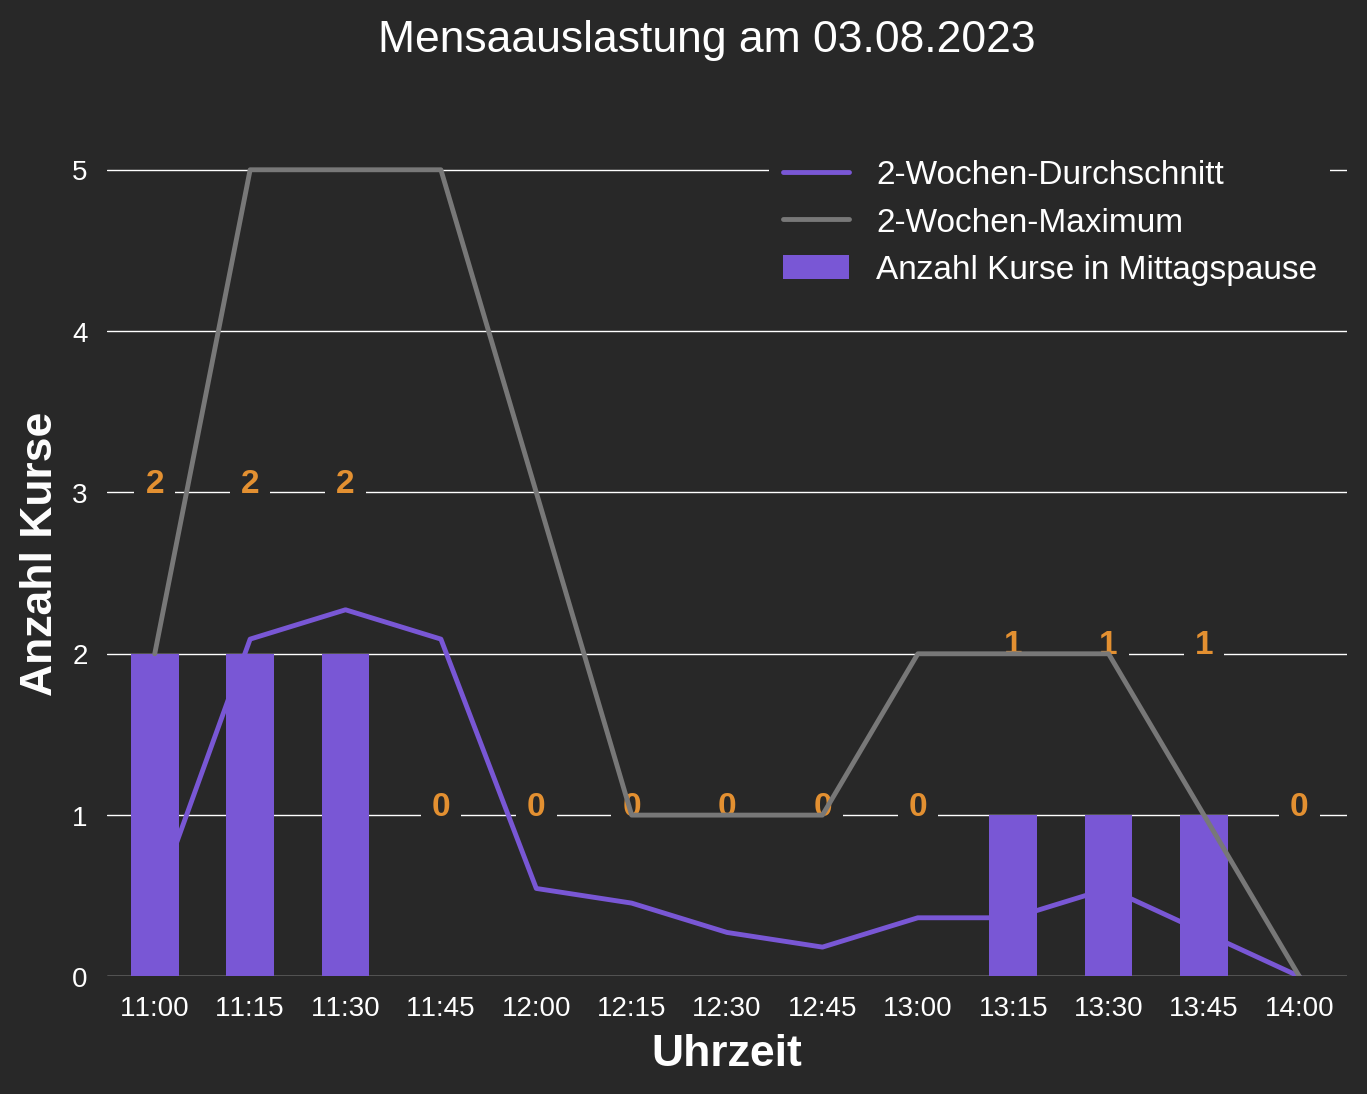 Mensaauslastung am 03.08.2023
2-Wochen-Durchschnitt
2-Wochen-Maximum
Anzahl Kurse in Mittagspause
Anzahl Kurse
5
4
3
2
1
0
2 2 2 0 0 0 0 0 0 1 1 1 0
11:00 11:15 11:30 11:45 12:00 12:15 12:30 12:45 13:00 13:15 13:30 13:45 14:00
Uhrzeit